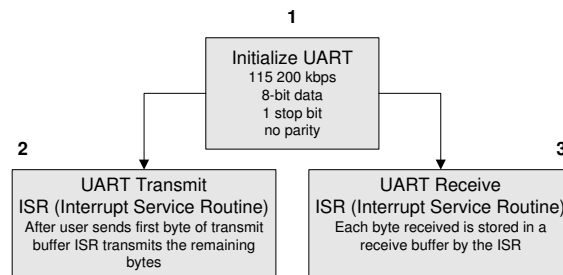 1
Initialize UART
115 200 kbps
8-bit data
1 stop bit
no parity
2
UART Transmit
ISR (Interrupt Service Routine)
After user sends first byte of transmit
buffer ISR transmits the remaining
bytes
3
UART Receive
ISR (Interrupt Service Routine)
Each byte received is stored in a
receive buffer by the ISR